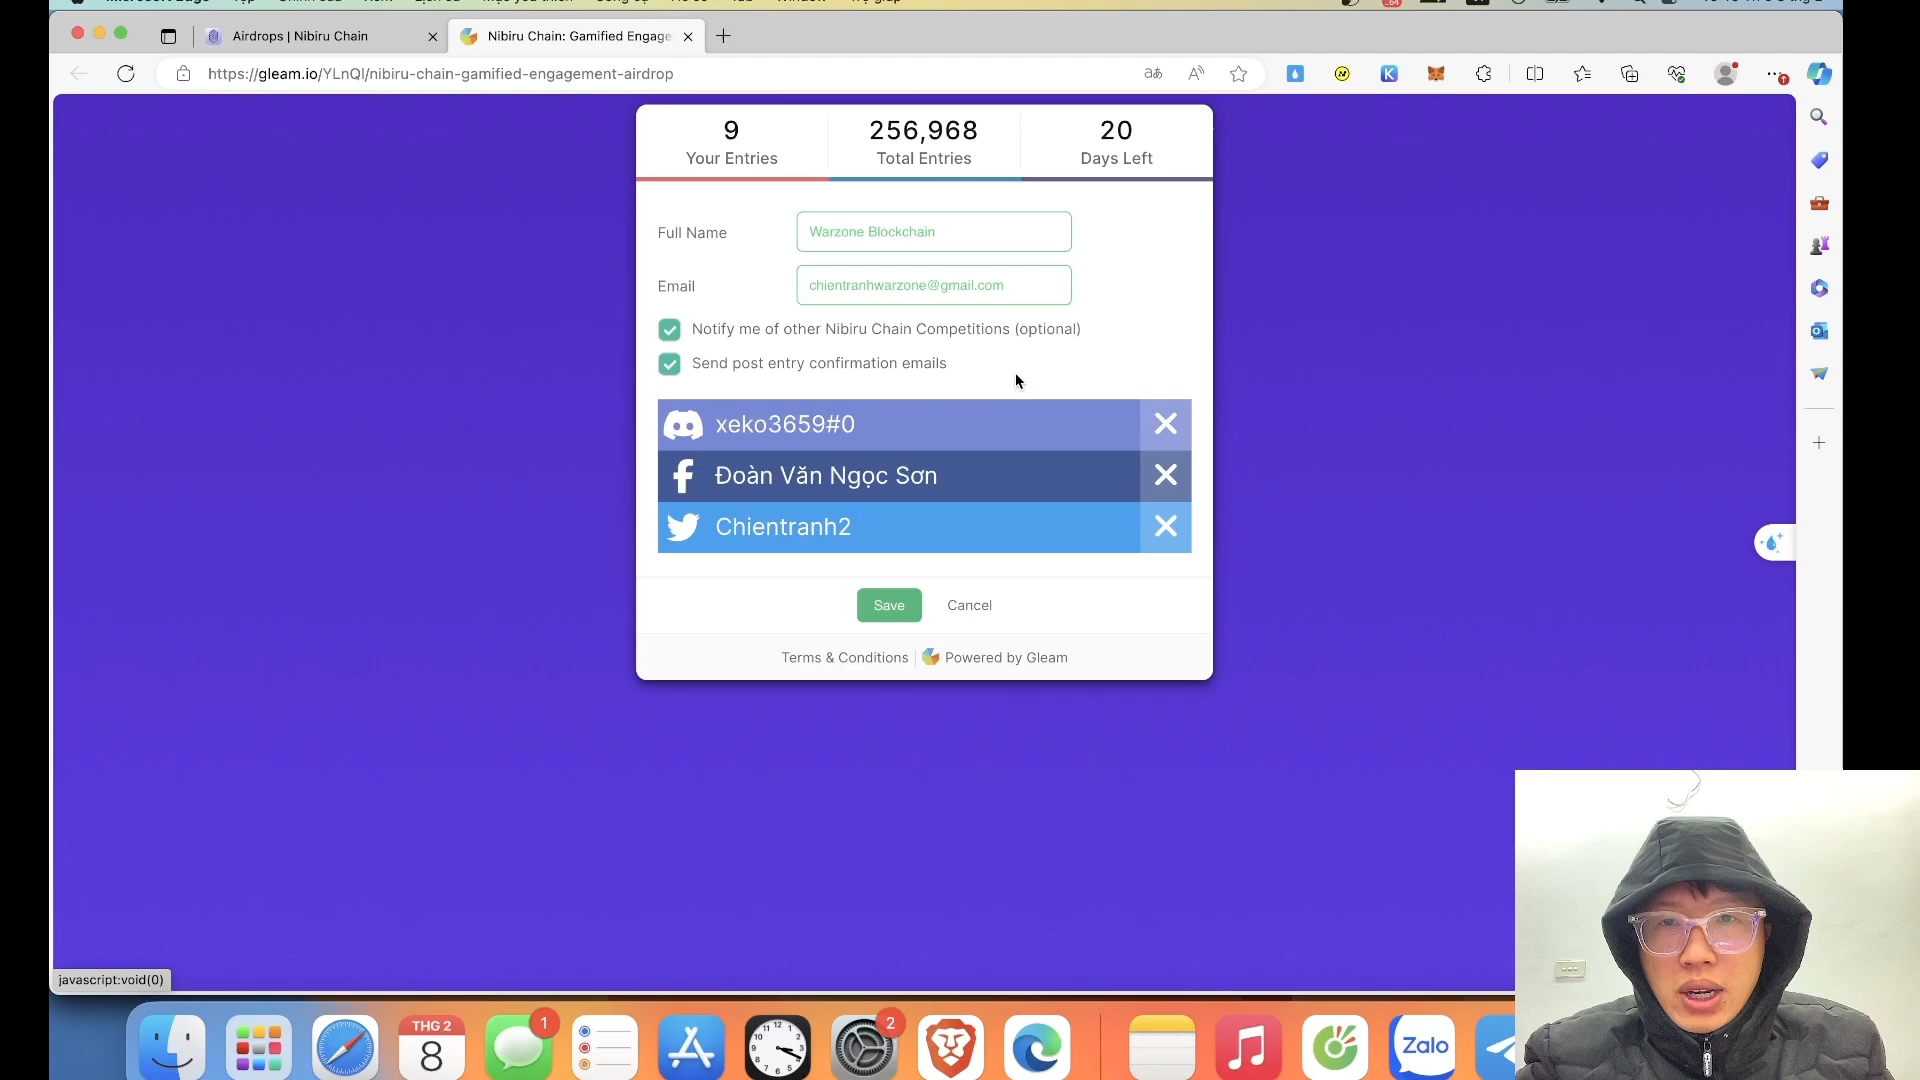 Airdrops | Nibiru Chain
Nibiru Chain: Gamified Engage
https://gleam.io/YLnQl/nibiru-chain-gamified-engagement-airdrop
9
Your Entries
256,968
Total Entries
20
Days Left
Full Name
Warzone Blockchain
Email
chientranhwarzone@gmail.com
Notify me of other Nibiru Chain Competitions (optional)
Send post entry confirmation emails
xeko3659#0
Đoàn Văn Ngọc Sơn
Chientranh2
Save
Cancel
Terms & Conditions
Powered by Gleam
javascript:void(0)
THG 2
8
1
2
Zalo